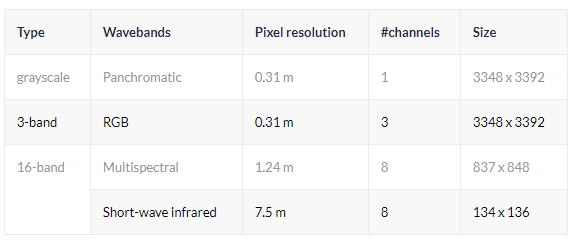 Type Wavebands Pixel resolution #channels Size
grayscale Panchromatic 0.31 m 1 3348 x 3392
3-band RGB 0.31 m 3 3348 x 3392
16-band Multispectral 1.24 m 8 837 x 848
Short-wave infrared 7.5 m 8 134 x 136